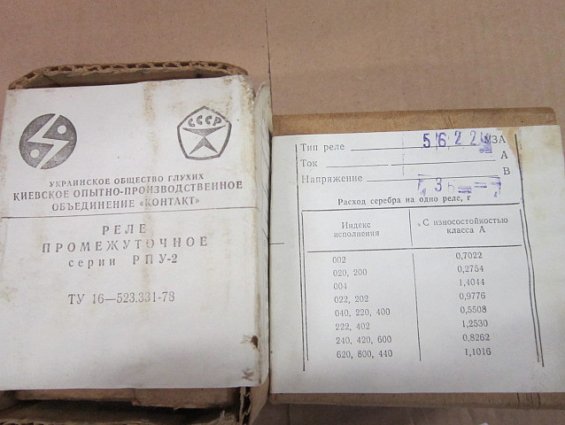 СССР
УКРАИНСКОЕ ОБЩЕСТВО ГЛУХИХ
КИЕВСКОЕ ОПЫТНО-ПРОИЗВОДСТВЕННОЕ
ОБЪЕДИНЕНИЕ «КОНТАКТ»
РЕЛЕ
ПРОМЕЖУТОЧНОЕ
серии РПУ-2
ТУ 16—523.331-78
Тип реле УЗА
Ток А
Напряжение В
Расход серебра на одно реле, г
Индекс исполнения С износостойкостью класса А
002 0,7022
020, 200 0,2754
004 1,4044
022, 202 0,9776
040, 220, 400 0,5508
222, 402 1,2530
240, 420, 600 0,8262
620, 800, 440 1,1016